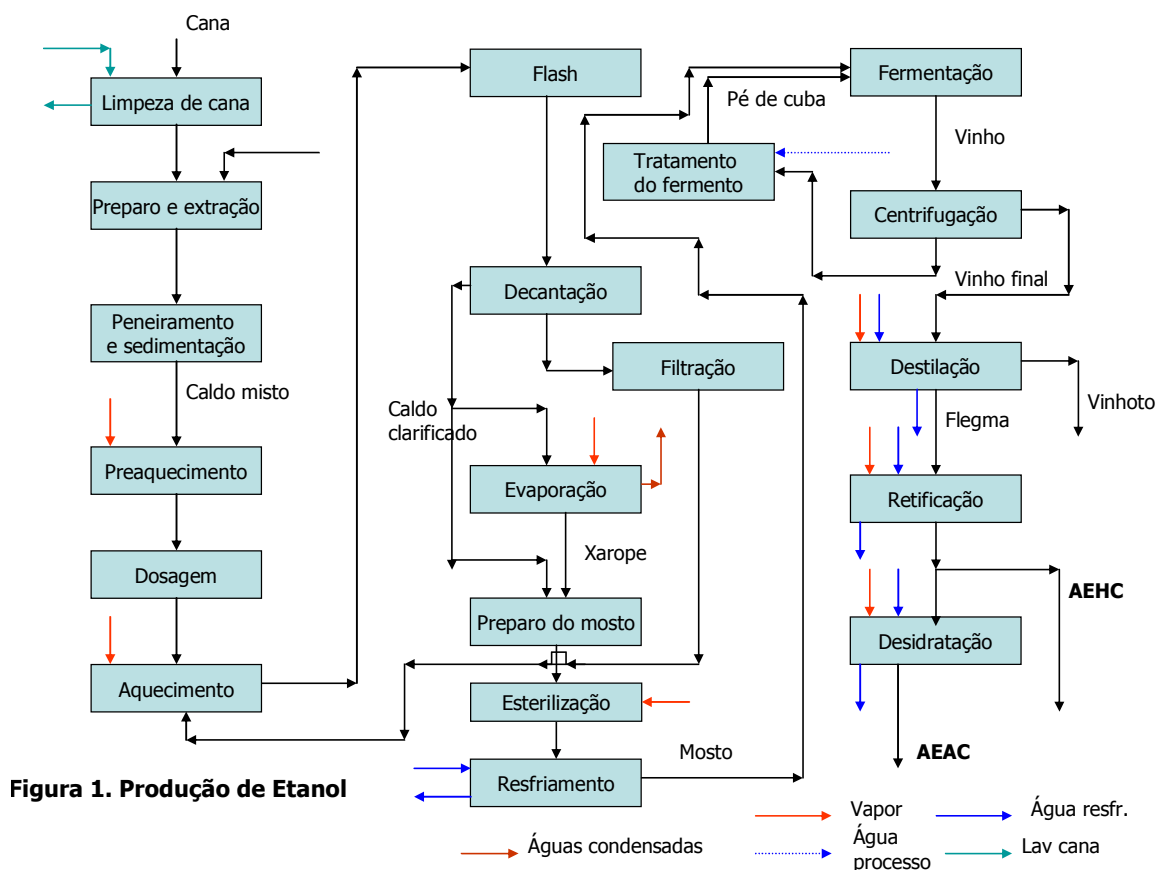 Cana
Limpeza de cana
Preparo e extração
Peneiramento
e sedimentação
Caldo misto
Preaquecimento
Dosagem
Aquecimento
Flash
Decantação
Filtração
Caldo
clarificado
Evaporação
Xarope
Preparo do mosto
Esterilização
Resfriamento
Mosto
Fermentação
Pé de cuba
Vinho
Tratamento
do fermento
Centrifugação
Vinho final
Destilação
Vinhoto
Flegma
Retificação
AEHC
Desidratação
AEAC
Figura 1. Produção de Etanol
Vapor
Água resfr.
Águas condensadas
Água
processo
Lav cana